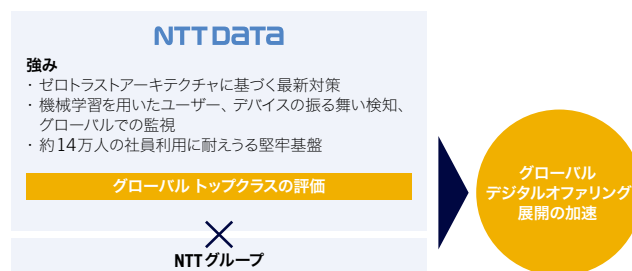 NTT DATA
強み
・ゼロトラストアーキテクチャに基づく最新対策
・機械学習を用いたユーザー、デバイスの振る舞い検知、
グローバルでの監視
・約14万人の社員利用に耐えうる堅牢基盤
グローバル トップクラスの評価
×
NTTグループ
グローバル
デジタルオファリング
展開の加速